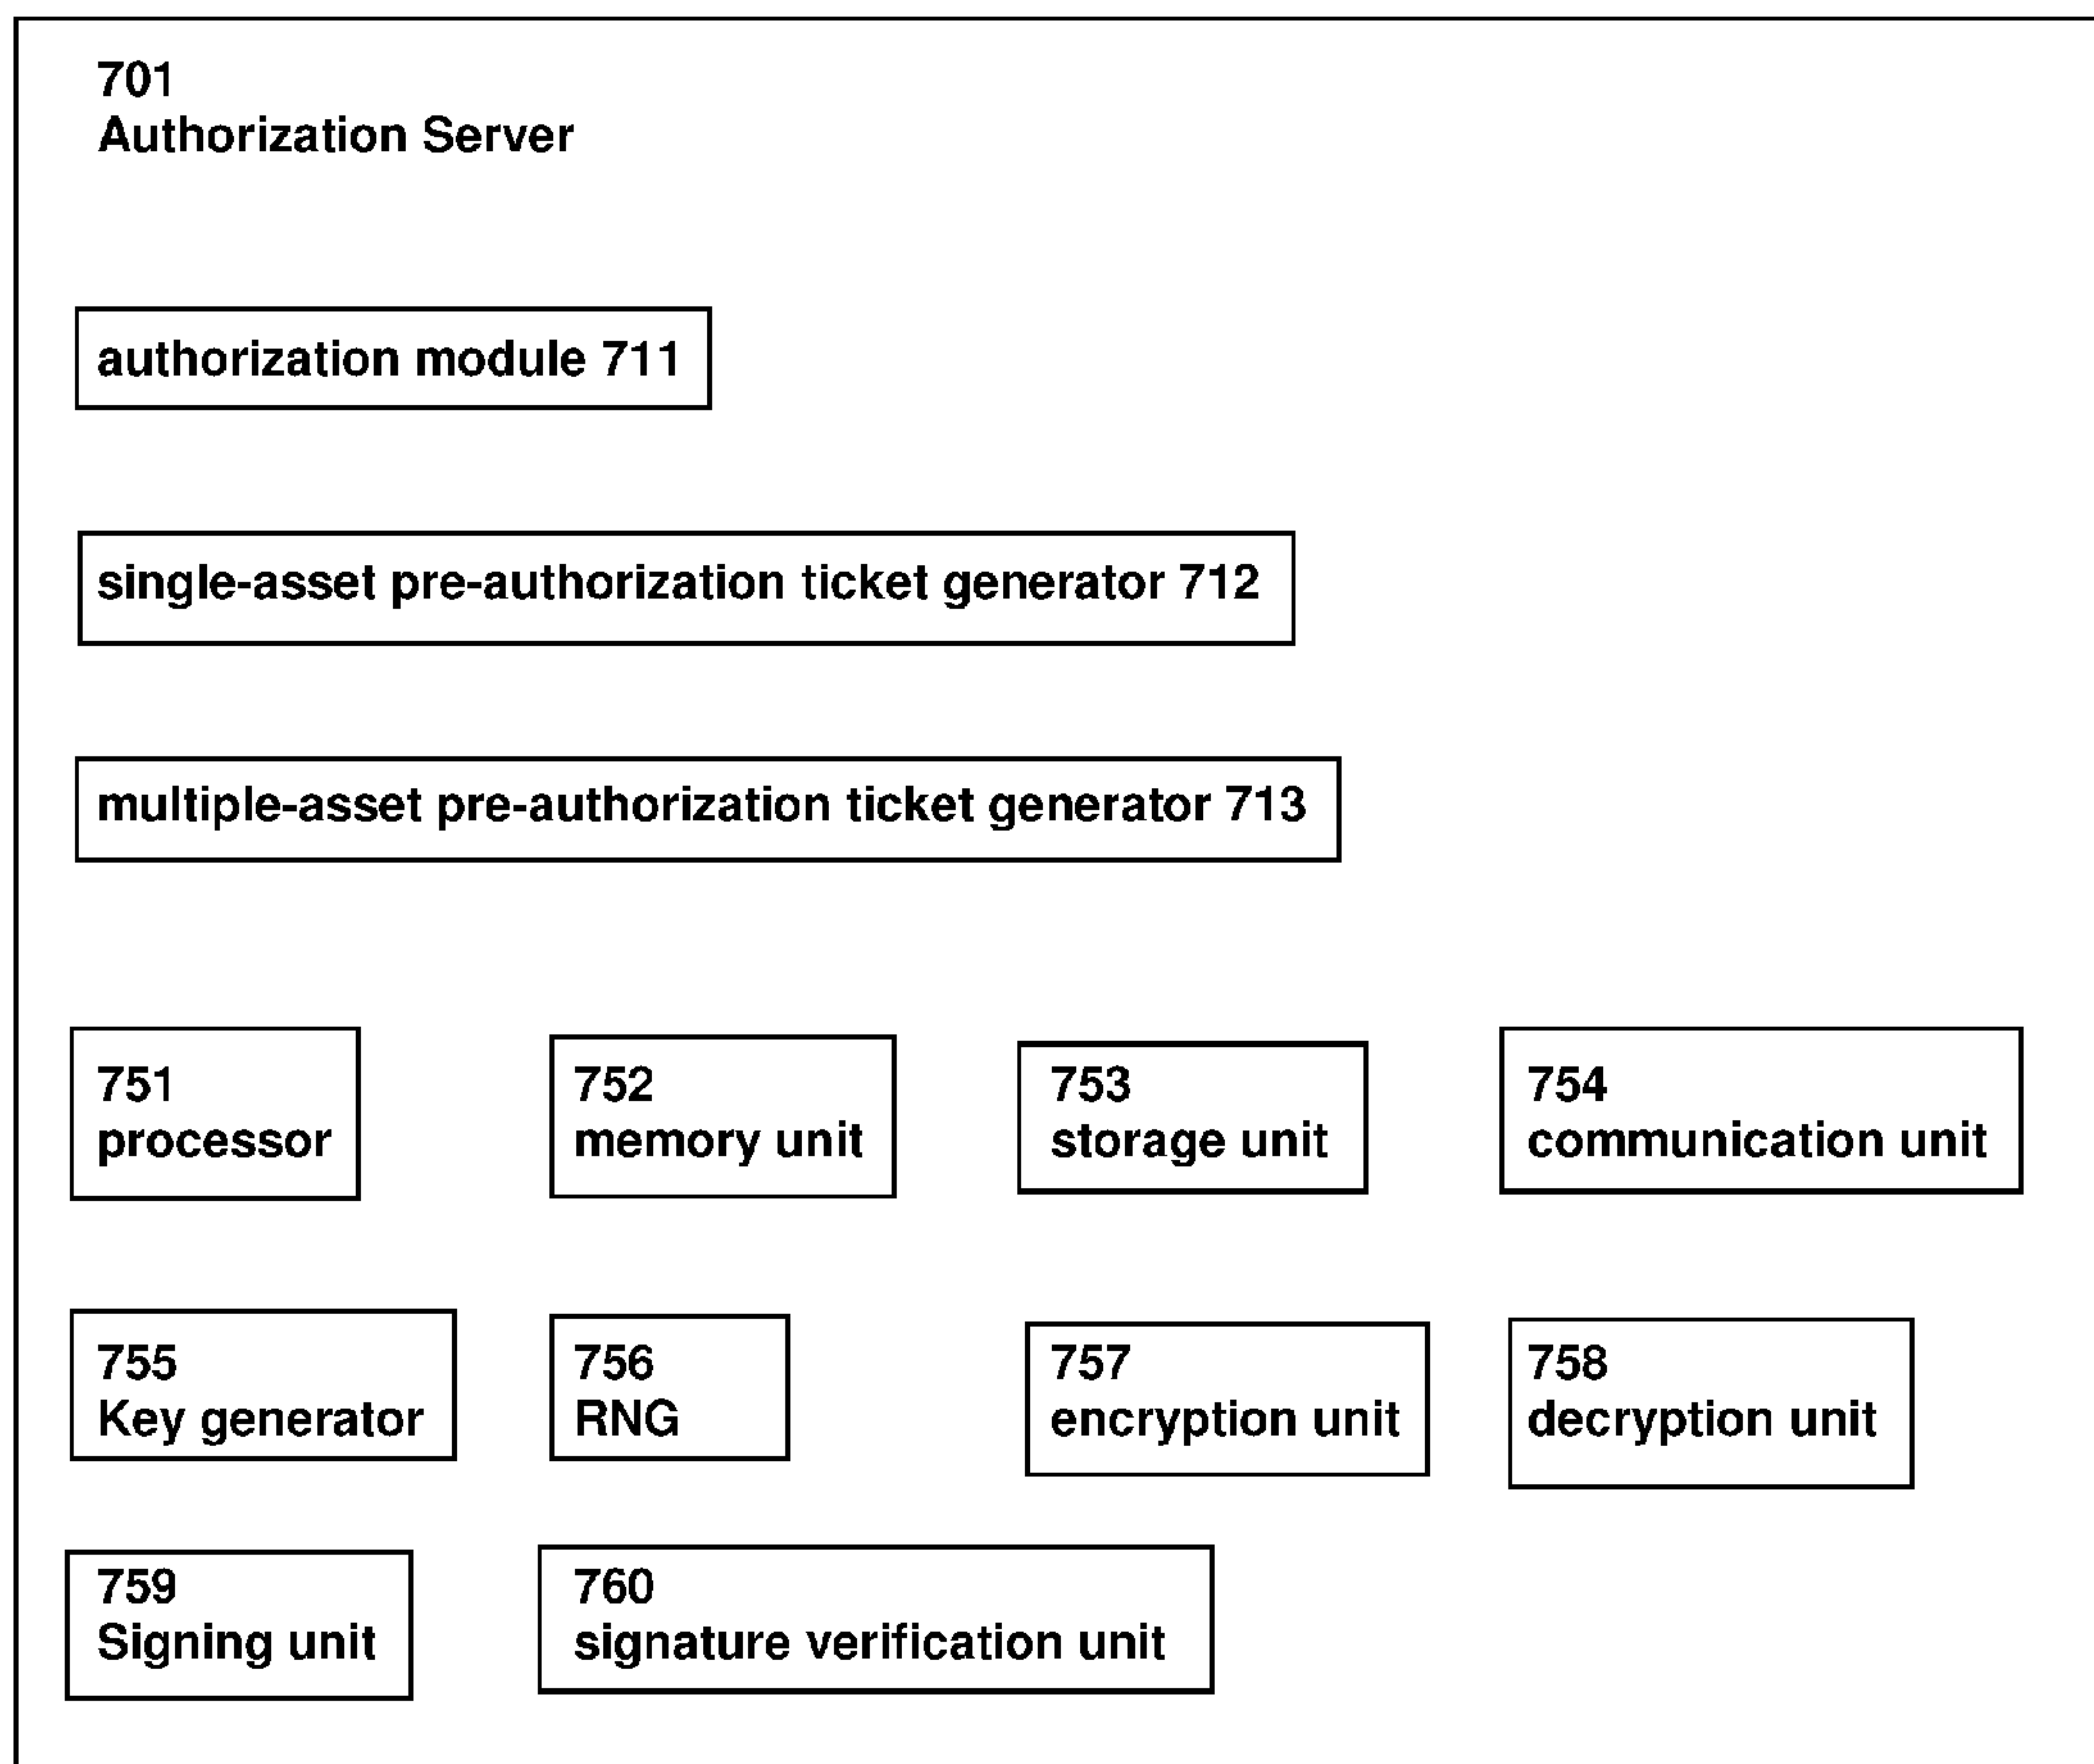 701
Authorization Server
authorization module 711
single-asset pre-authorization ticket generator 712
multiple-asset pre-authorization ticket generator 713
751
processor
752
memory unit
753
storage unit
754
communication unit
755
Key generator
756
RNG
757
encryption unit
758
decryption unit
759
Signing unit
760
signature verification unit